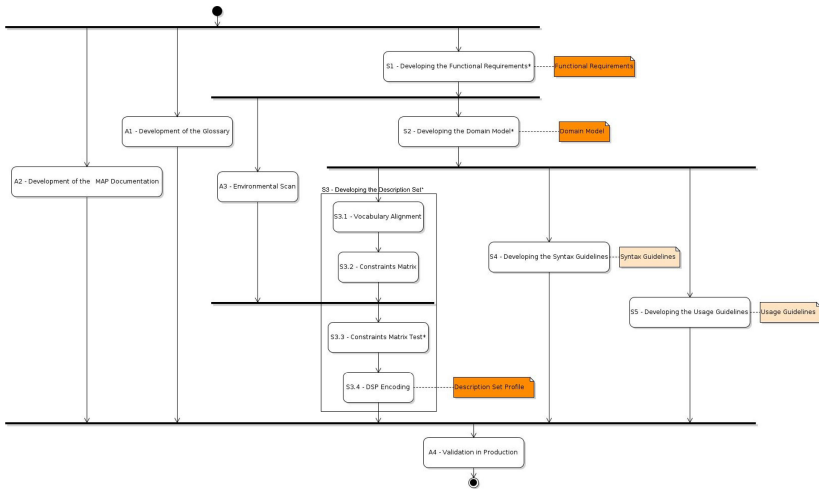 S1 - Developing the Functional Requirements*
Functional Requirements
A1 - Development of the Glossary
S2 - Developing the Domain Model*
Domain Model
A2 - Development of the MAP Documentation
A3 - Environmental Scan
S3 - Developing the Description Set*
S3.1 - Vocabulary Alignment
S3.2 - Constraints Matrix
S4 - Developing the Syntax Guidelines
Syntax Guidelines
S5 - Developing the Usage Guidelines
Usage Guidelines
S3.3 - Constraints Matrix Test*
S3.4 - DSP Encoding
Description Set Profile
A4 - Validation in Production